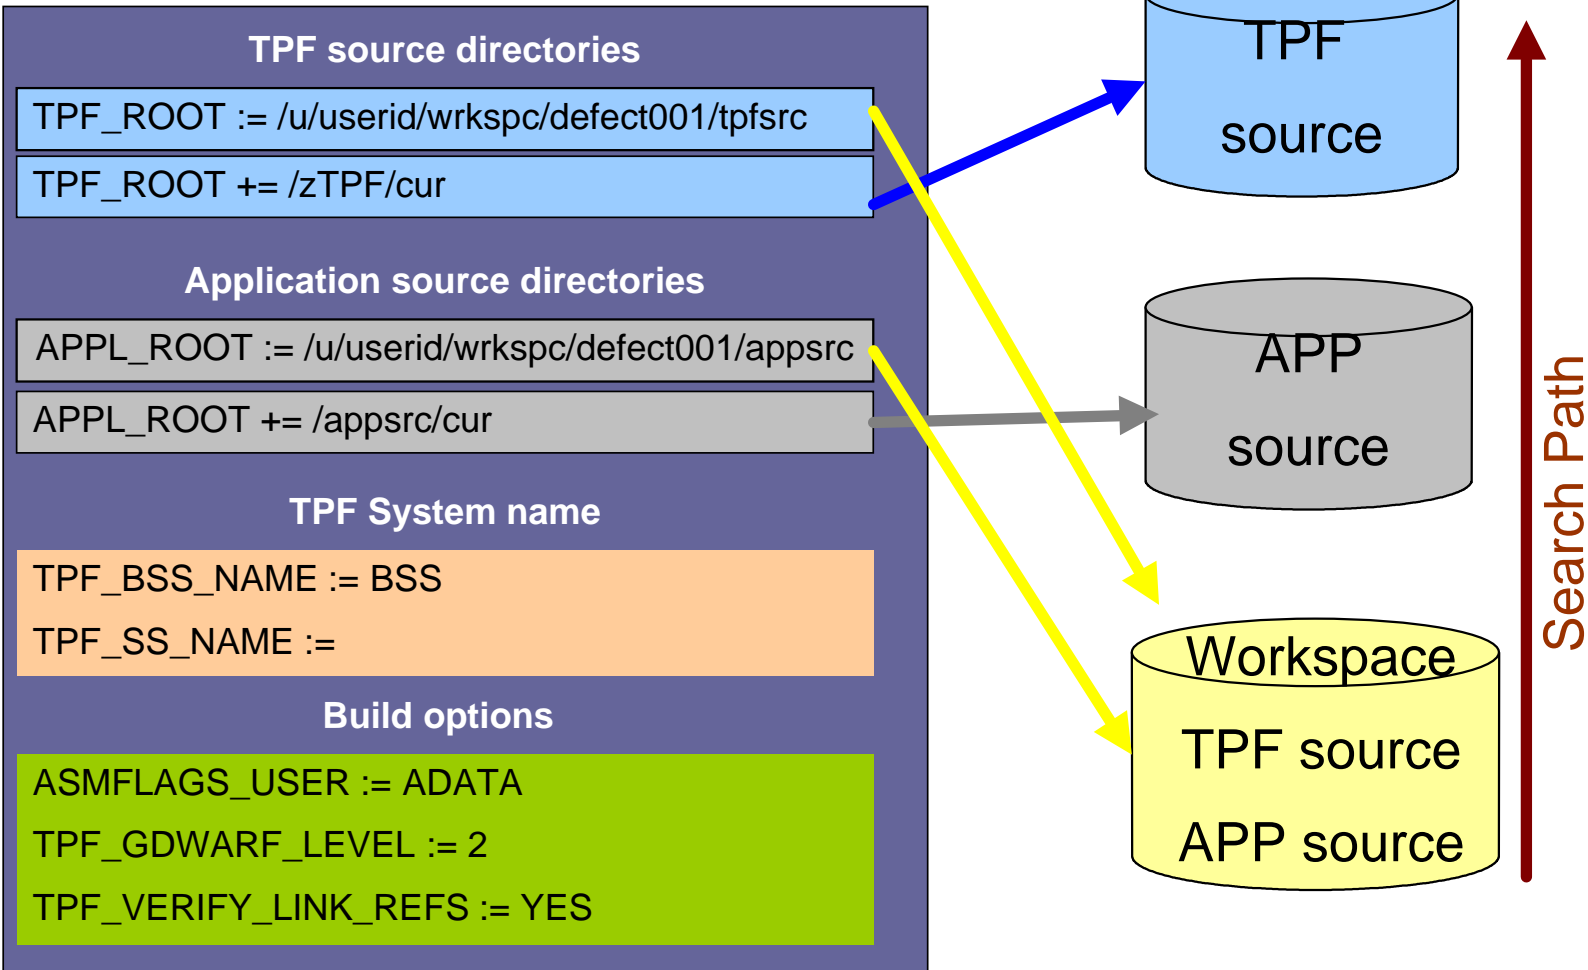 TPF source directories
TPF_ROOT := /u/userid/wrkspc/defect001/tpfsrc
TPF_ROOT += /zTPF/cur
Application source directories
APPL_ROOT := /u/userid/wrkspc/defect001/appsrc
APPL_ROOT += /appsrc/cur
TPF System name
TPF_BSS_NAME := BSS
TPF_SS_NAME :=
Build options
ASMFLAGS_USER := ADATA
TPF_GDWARF_LEVEL := 2
TPF_VERIFY_LINK_REFS := YES
TPF
source
APP
source
Workspace
TPF source
APP source
Search Path